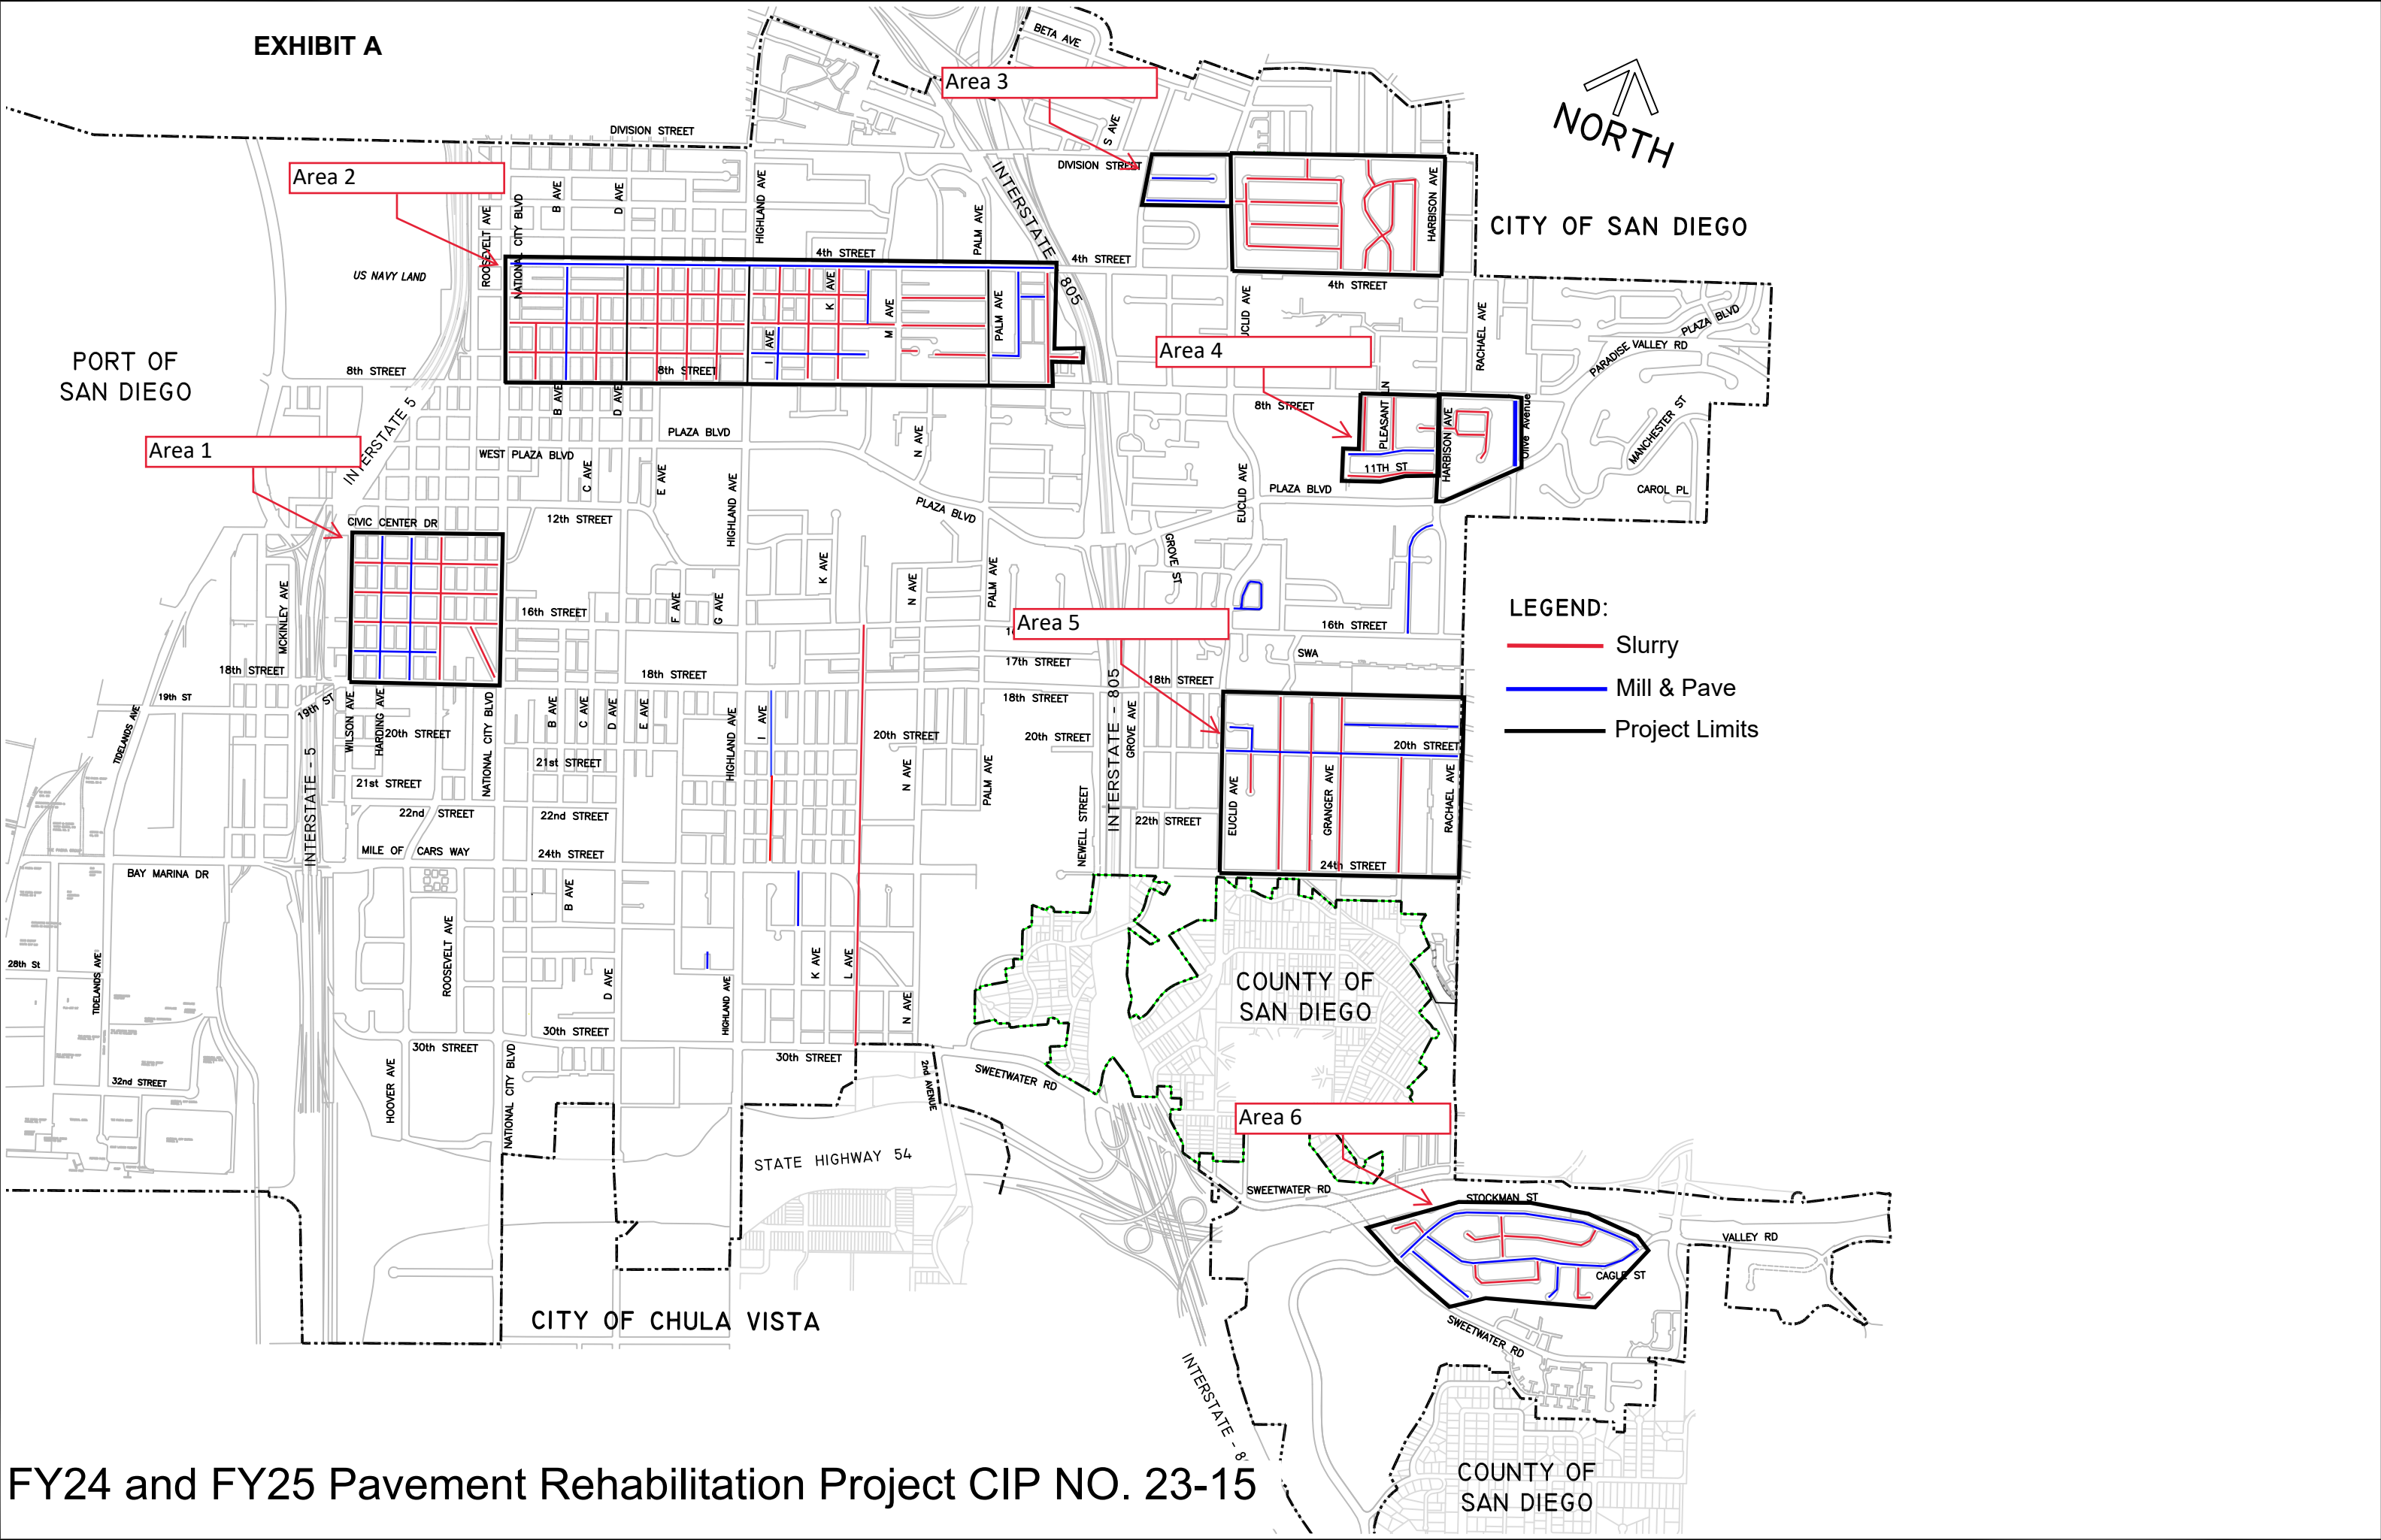 EXHIBIT A
BETA AVE
Area 3
NORTH
S AVE
DIVISION STREET
DIVISION STREET
Area 2
B AVE
D AVE
HIGHLAND AVE
INTERSTATE 805
PALM AVE
HARBISON AVE
CITY OF SAN DIEGO
ROOSEVELT AVE
NATIONAL CITY BLVD
4th STREET
4th STREET
4th STREET
US NAVY LAND
K AVE
M AVE
PALM AVE
I AVE
RACHAEL AVE
PLAZA BLVD
PARADISE VALLEY RD
Area 4
PORT OF
SAN DIEGO
8th STREET
8th STREET
8th STREET
B AVE
D AVE
PLEASANT LN
HARBISON AVE
Olive Avenue
MANCHESTER ST
INTERSTATE 5
PLAZA BLVD
N AVE
Area 1
WEST PLAZA BLVD
C AVE
E AVE
HIGHLAND AVE
11TH ST
EUCLID AVE
PLAZA BLVD
CAROL PL
PLAZA BLVD
CIVIC CENTER DR
12th STREET
GROVE ST
K AVE
N AVE
PALM AVE
MCKINLEY AVE
16th STREET
F AVE
G AVE
Area 5
16th STREET
LEGEND:
Slurry
Mill & Pave
Project Limits
18th STREET
18th STREET
17th STREET
SWA
18th STREET
18th STREET
19th ST
19th ST
TIDELANDS AVE
WILSON AVE
HARDING AVE
20th STREET
NATIONAL CITY BLVD
B AVE
C AVE
D AVE
E AVE
HIGHLAND AVE
I AVE
20th STREET
20th STREET
INTERSTATE - 805
GROVE AVE
20th STREET
INTERSTATE - 5
21st STREET
21st STREET
N AVE
PALM AVE
NEWELL STREET
EUCLID AVE
GRANGER AVE
RACHAEL AVE
22nd STREET
22nd STREET
22th STREET
MILE OF CARS WAY
24th STREET
24th STREET
BAY MARINA DR
B AVE
ROOSEVELT AVE
28th St
TIDELANDS AVE
D AVE
HIGHLAND AVE
K AVE
L AVE
N AVE
COUNTY OF
SAN DIEGO
30th STREET
30th STREET
30th STREET
32nd STREET
HOOVER AVE
NATIONAL CITY BLVD
2nd AVENUE
SWEETWATER RD
Area 6
STATE HIGHWAY 54
SWEETWATER RD
STOCKMAN ST
VALLEY RD
CAGLE ST
SWEETWATER RD
CITY OF CHULA VISTA
INTERSTATE - 8
COUNTY OF
SAN DIEGO
FY24 and FY25 Pavement Rehabilitation Project CIP NO. 23-15